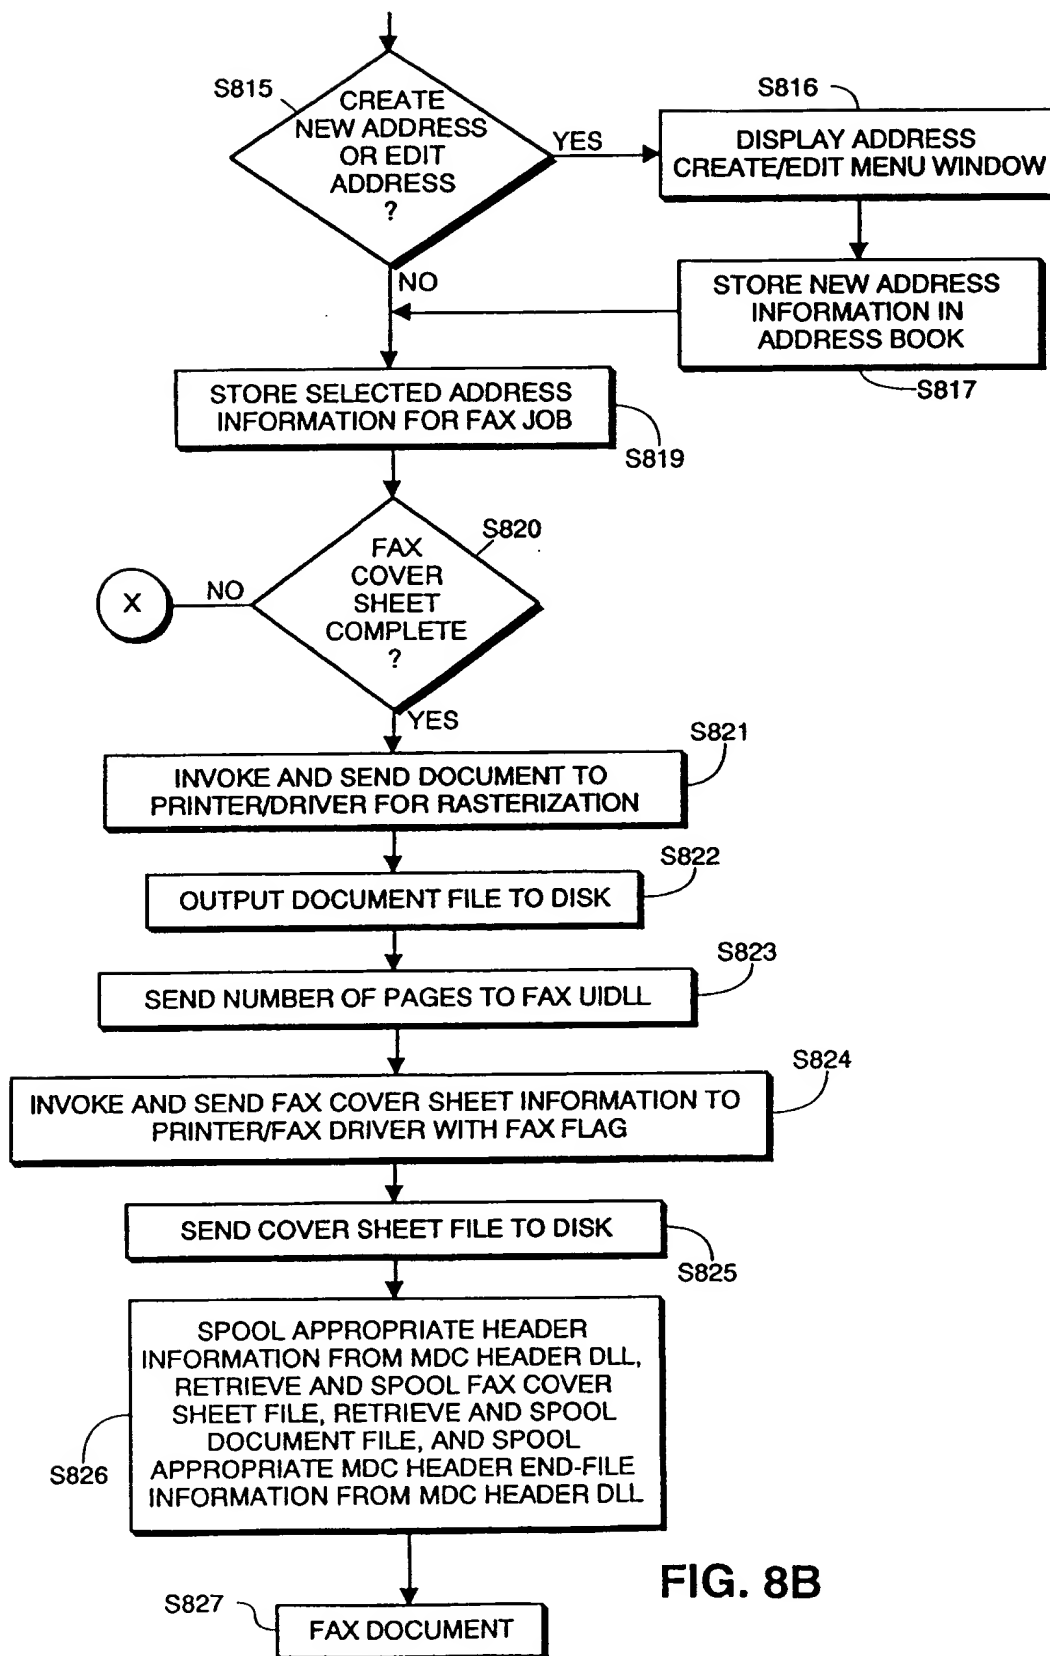 S815
CREATE
NEW ADDRESS
OR EDIT
ADDRESS
?
YES
S816
DISPLAY ADDRESS
CREATE/EDIT MENU WINDOW
NO
STORE NEW ADDRESS
INFORMATION IN
ADDRESS BOOK
S817
STORE SELECTED ADDRESS
INFORMATION FOR FAX JOB
S819
S820
FAX
COVER
SHEET
COMPLETE
?
NO
X
YES
S821
INVOKE AND SEND DOCUMENT TO
PRINTER/DRIVER FOR RASTERIZATION
S822
OUTPUT DOCUMENT FILE TO DISK
S823
SEND NUMBER OF PAGES TO FAX UIDLL
S824
INVOKE AND SEND FAX COVER SHEET INFORMATION TO
PRINTER/FAX DRIVER WITH FAX FLAG
SEND COVER SHEET FILE TO DISK
S825
SPOOL APPROPRIATE HEADER
INFORMATION FROM MDC HEADER DLL,
RETRIEVE AND SPOOL FAX COVER
SHEET FILE, RETRIEVE AND SPOOL
DOCUMENT FILE, AND SPOOL
APPROPRIATE MDC HEADER END-FILE
INFORMATION FROM MDC HEADER DLL
S826
FIG. 8B
S827
FAX DOCUMENT